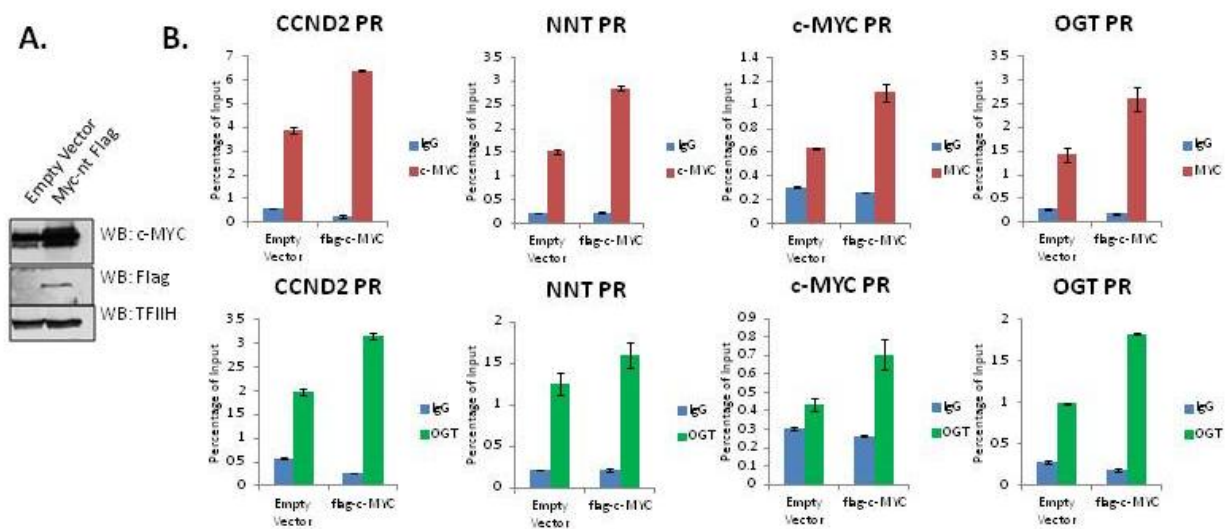 A.
Empty Vector
Myc-nt Flag
WB: c-MYC
WB: Flag
WB: TFIIH
B.
CCND2 PR
Percentage of Input
7
6
5
4
3
2
1
0
Empty Vector
flag-c-MYC
IgG
c-MYC
NNT PR
Percentage of Input
3.5
3
2.5
2
1.5
1
0.5
0
Empty Vector
flag-c-MYC
IgG
c-MYC
c-MYC PR
Percentage of Input
1.4
1.2
1
0.8
0.6
0.4
0.2
0
Empty Vector
flag-c-MYC
IgG
MYC
OGT PR
Percentage of Input
3.5
3
2.5
2
1.5
1
0.5
0
Empty Vector
flag-c-MYC
IgG
MYC
CCND2 PR
Percentage of Input
3.5
3
2.5
2
1.5
1
0.5
0
Empty Vector
flag-c-MYC
IgG
OGT
NNT PR
Percentage of Input
2
1.5
1
0.5
0
Empty Vector
flag-c-MYC
IgG
OGT
c-MYC PR
Percentage of Input
0.9
0.8
0.7
0.6
0.5
0.4
0.3
0.2
0.1
0
Empty Vector
flag-c-MYC
IgG
OGT
OGT PR
Percentage of Input
2
1.5
1
0.5
0
Empty Vector
flag-c-MYC
IgG
OGT